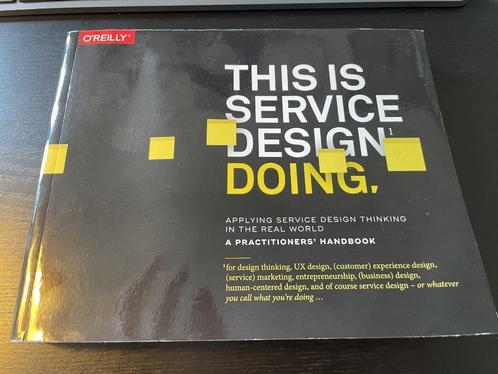 O'REILLY®
THIS IS
SERVICE
DESIGN¹
DOING.
APPLYING SERVICE DESIGN THINKING
IN THE REAL WORLD
A PRACTITIONERS' HANDBOOK
¹for design thinking, UX design, (customer) experience design,
(service) marketing, entrepreneurship, (business) design,
human-centered design, and of course service design – or whatever
you call what you're doing ...